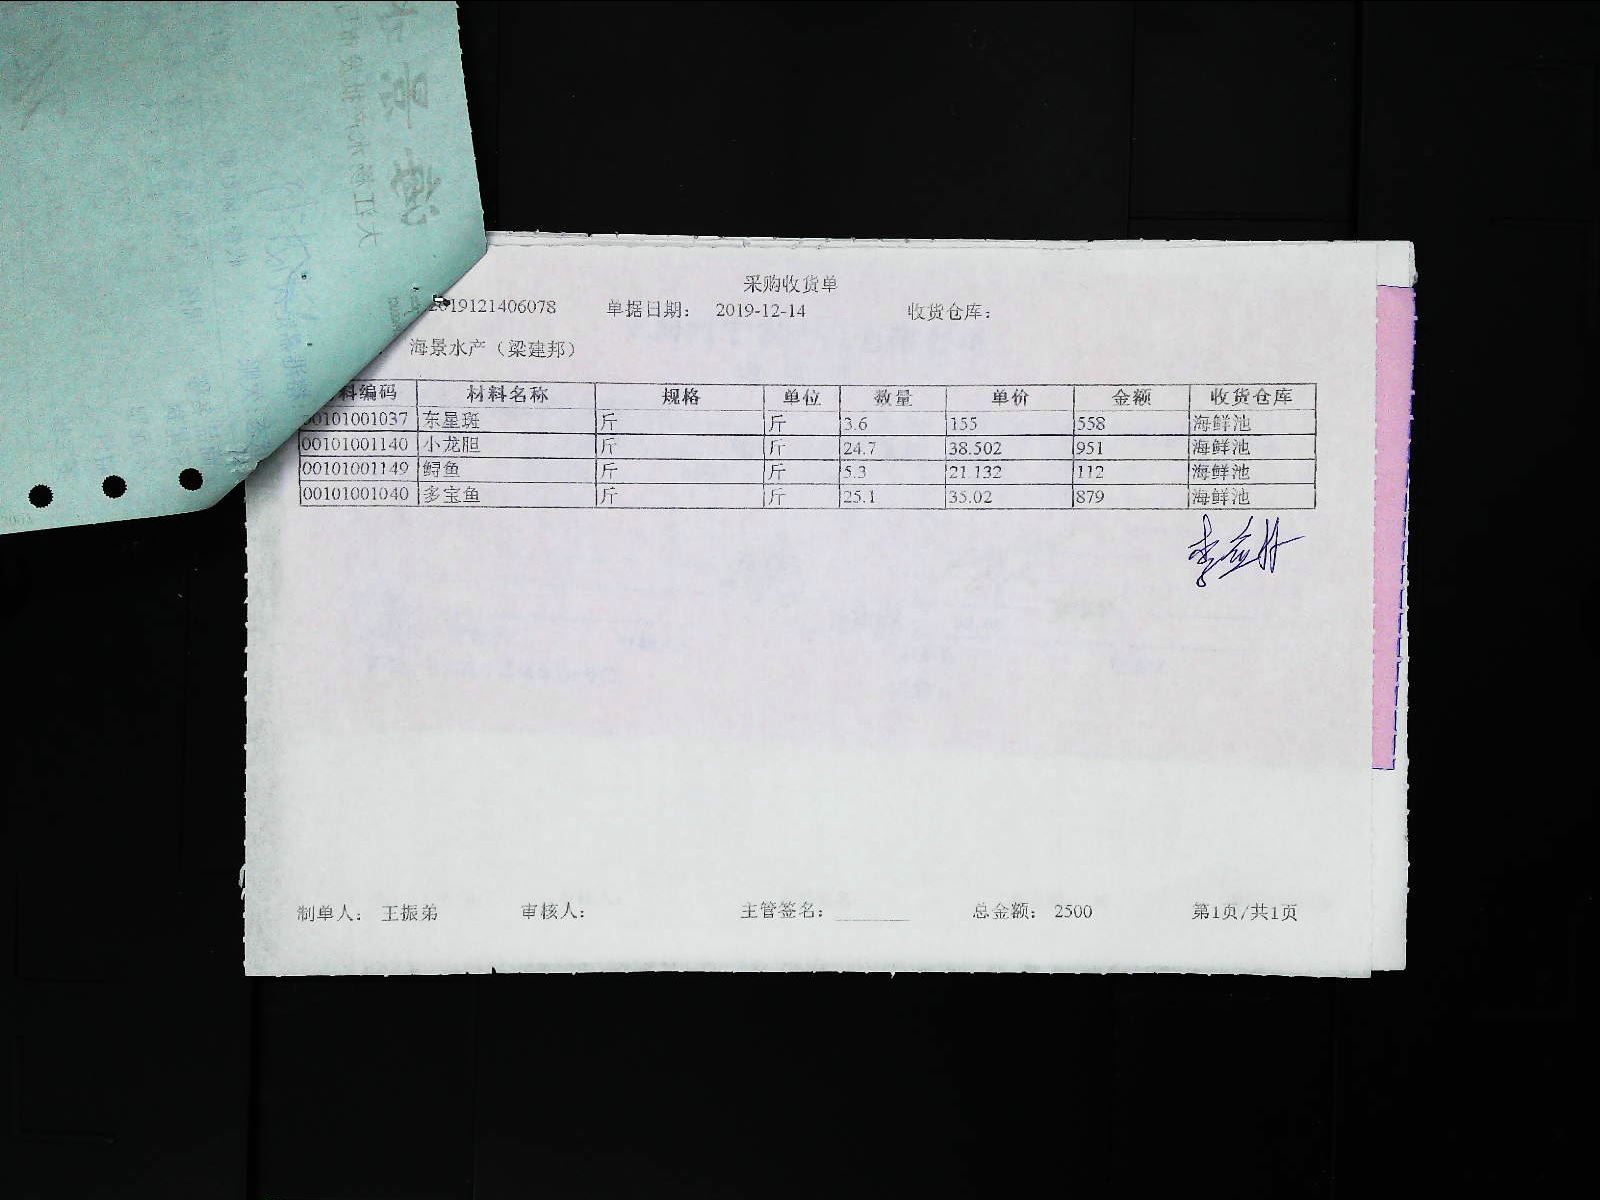 采购收货单
2019121406078 单据日期： 2019-12-14 收货仓库：
海景水产（梁建邦）
料编码 材料名称 规格 单位 数量 单价 金额 收货仓库
00101001037 东星斑 斤 斤 3.6 155 558 海鲜池
00101001140 小龙胆 斤 斤 24.7 38.502 951 海鲜池
00101001149 鲟鱼 斤 斤 5.3 21.132 112 海鲜池
00101001040 多宝鱼 斤 斤 25.1 35.02 879 海鲜池
制单人： 王振弟 审核人： 主管签名： 总金额： 2500 第1页/共1页